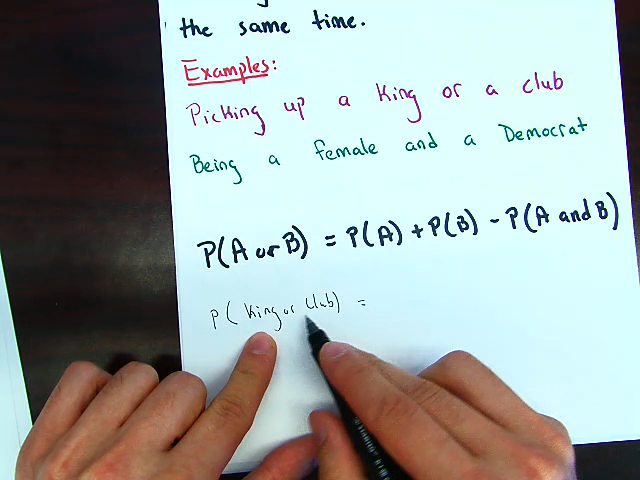 the same time.
Examples:
Picking up a King or a club
Being a female and a Democrat
P(A or B) = P(A) + P(B) - P(A and B)
P( King or Club) =